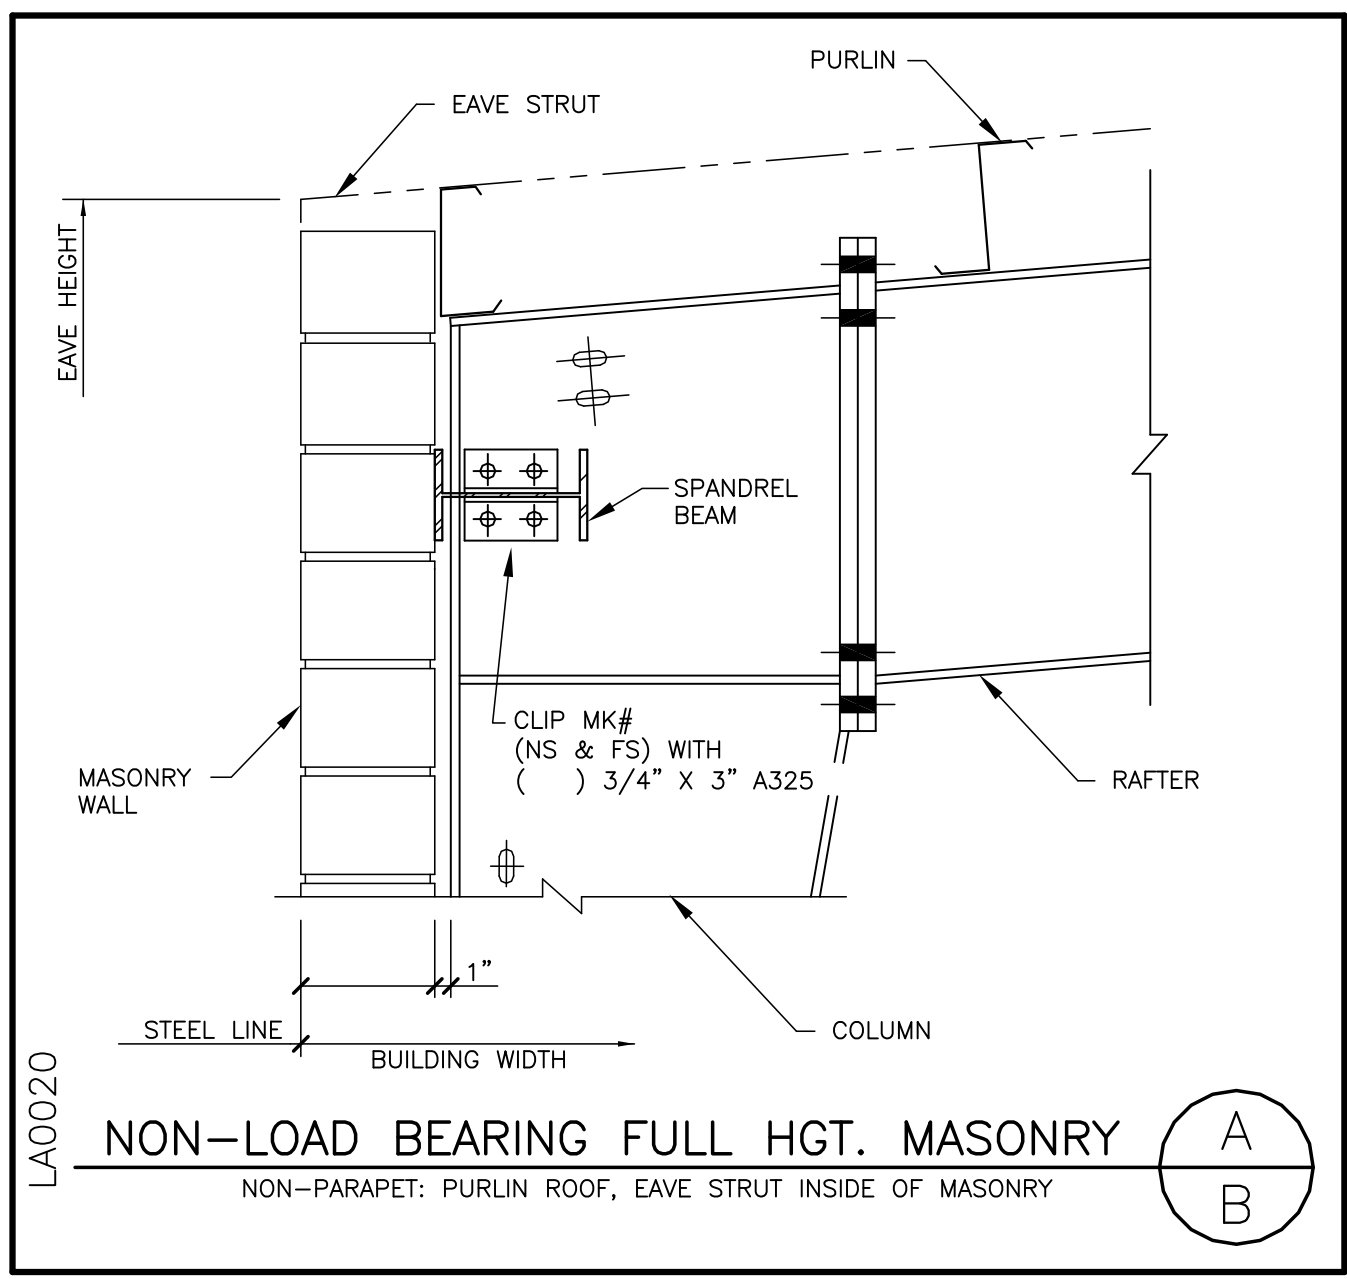 PURLIN
EAVE STRUT
EAVE HEIGHT
SPANDREL
BEAM
CLIP MK#
(NS & FS) WITH
(    ) 3/4" X 3" A325
MASONRY
WALL
RAFTER
1"
STEEL LINE
COLUMN
BUILDING WIDTH
LA0020
NON-LOAD BEARING FULL HGT. MASONRY
NON-PARAPET: PURLIN ROOF, EAVE STRUT INSIDE OF MASONRY
A
B